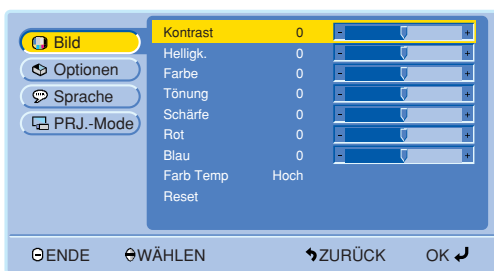 Bild
Optionen
Sprache
PRJ.-Mode
Kontrast 0 - +
Helligk. 0 - +
Farbe 0 - +
Tönung 0 - +
Schärfe 0 - +
Rot 0 - +
Blau 0 - +
Farb Temp Hoch
Reset
ENDE WÄHLEN ZURÜCK OK